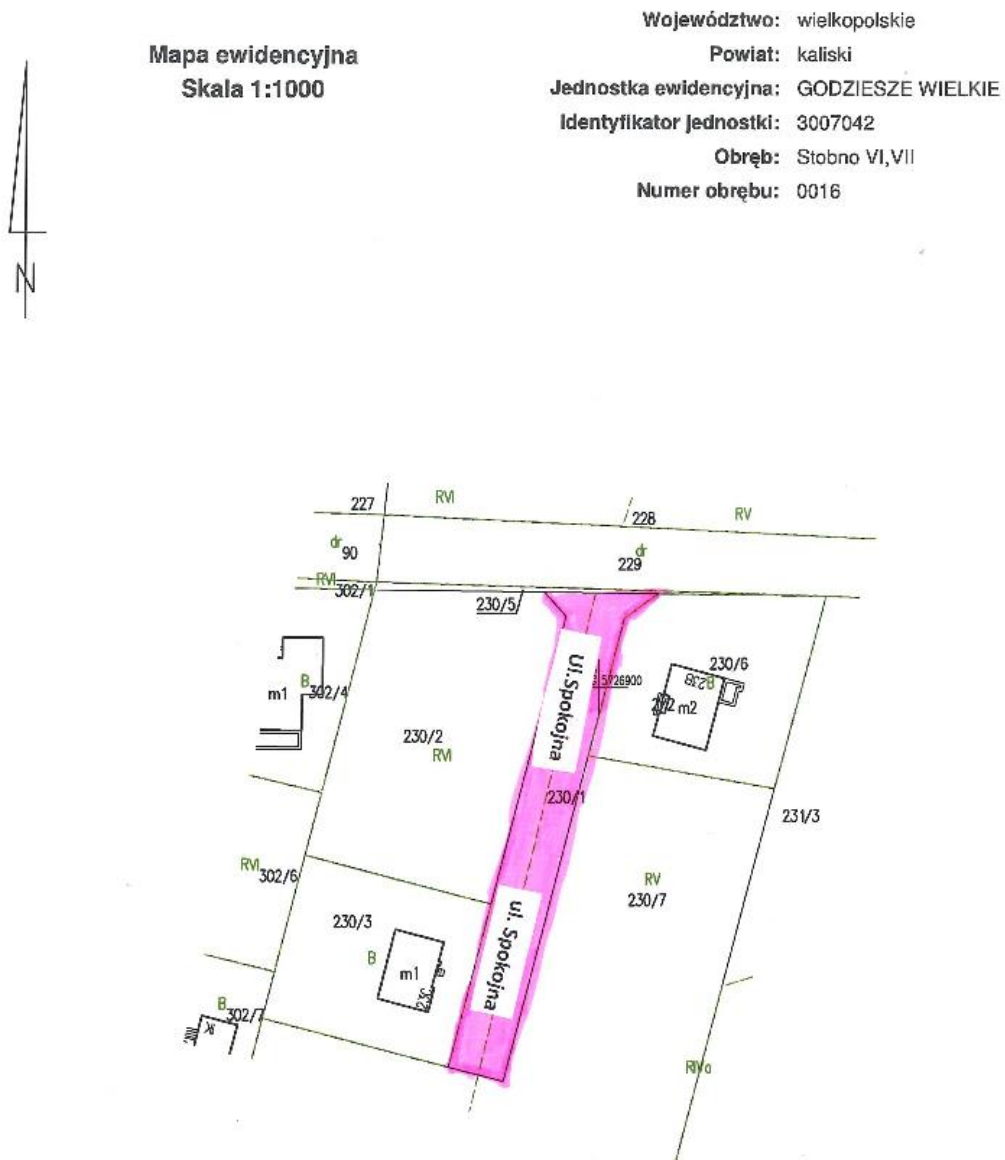 Mapa ewidencyjna
Skala 1:1000
Województwo: wielkopolskie
Powiat: kaliski
Jednostka ewidencyjna: GODZIESZE WIELKIE
Identyfikator jednostki: 3007042
Obręb: Stobno VI,VII
Numer obrębu: 0016
N
227
RVI
228
RV
dr
90
dr
229
RVI
302/1
230/5
Ul.Spokojna
5726900
230/6
B
m1
B
302/4
m2
230/2
RVI
230/1
231/3
RVI
302/6
RV
230/7
230/3
B
m1
ul. Spokojna
B
302/7
RIVa